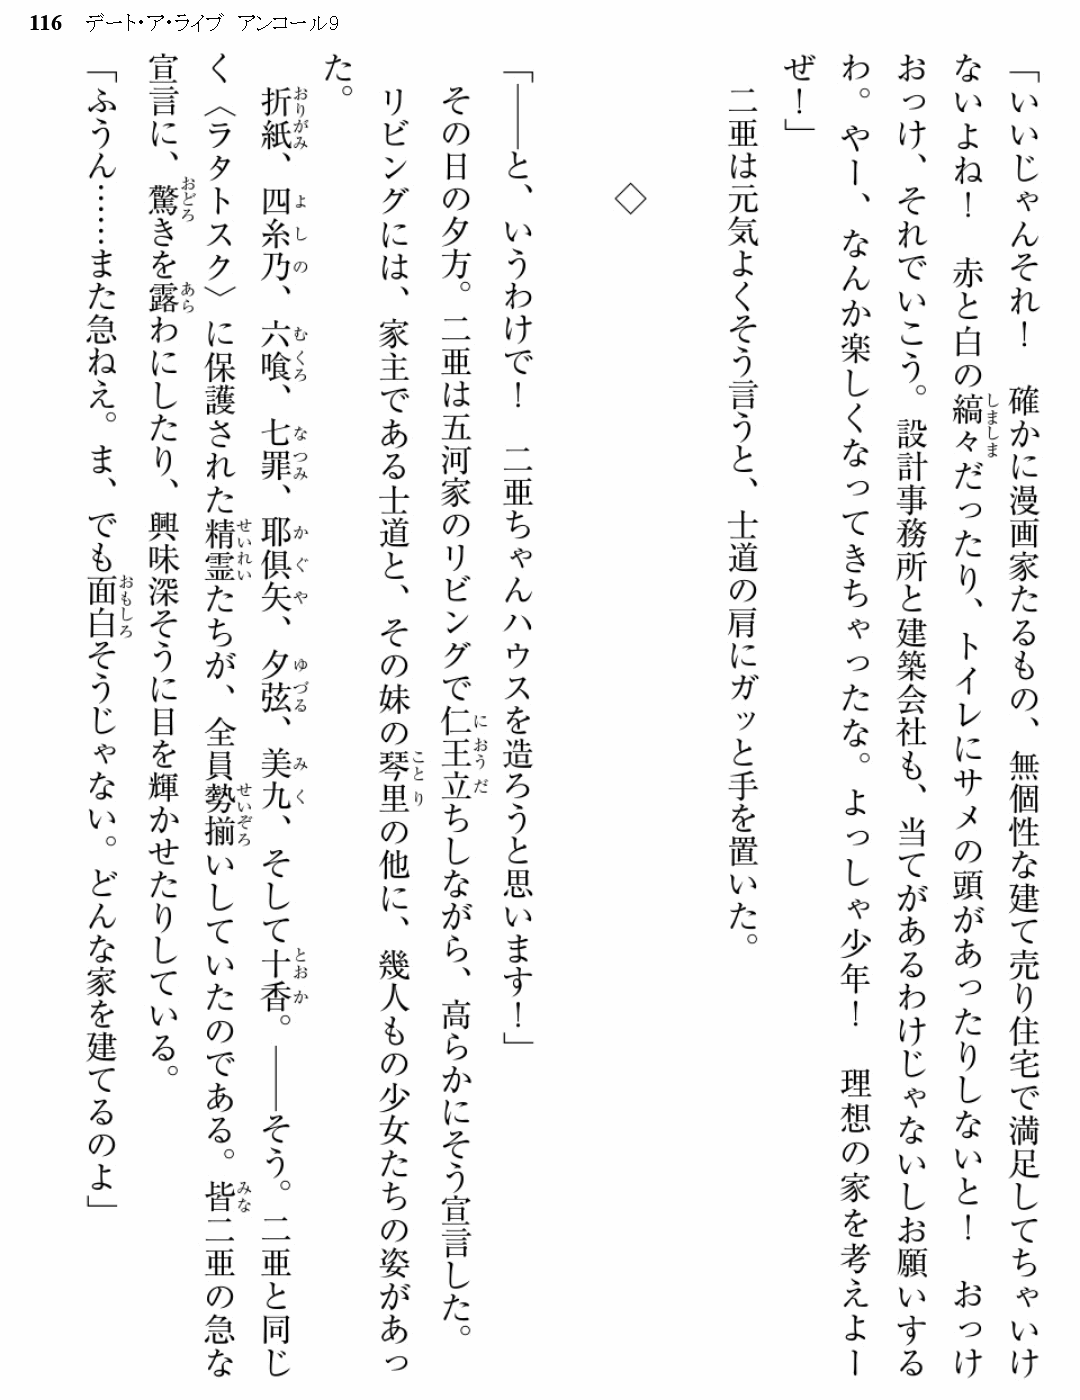 116 デート・ア・ライブ アンコール9
「いいじゃんそれ！　確かに漫画家たるもの、無個性な建て売り住宅で満足してちゃいけ
ないよね！　赤と白の縞々だったり、トイレにサメの頭があったりしないと！　おっけ
おっけ、それでいこう。設計事務所と建築会社も、当てがあるわけじゃないしお願いする
わ。やー、なんか楽しくなってきちゃったな。よっしゃ少年！　理想の家を考えよー
ぜ！」
　二亜は元気よくそう言うと、士道の肩にガッと手を置いた。
◇
「――と、いうわけで！　二亜ちゃんハウスを造ろうと思います！」
　その日の夕方。二亜は五河家のリビングで仁王立ちしながら、高らかにそう宣言した。
　リビングには、家主である士道と、その妹の琴里の他に、幾人もの少女たちの姿があっ
た。
　折紙、四糸乃、六喰、七罪、耶倶矢、夕弦、美九、そして十香。――そう。二亜と同じ
く〈ラタトスク〉に保護された精霊たちが、全員勢揃いしていたのである。皆二亜の急な
宣言に、驚きを露わにしたり、興味深そうに目を輝かせたりしている。
「ふうん……また急ねえ。ま、でも面白そうじゃない。どんな家を建てるのよ」